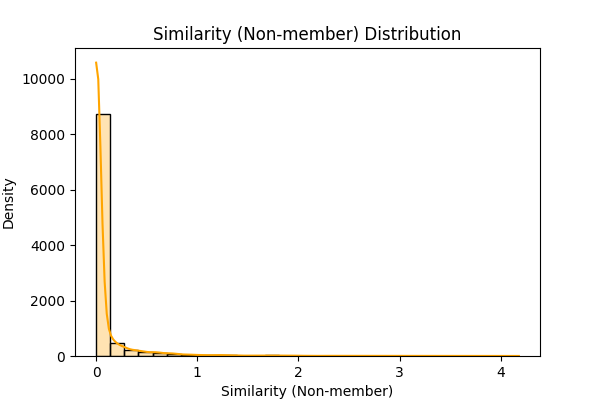 Similarity (Non-member) Distribution
10000
8000
6000
4000
2000
0
Density
0 1 2 3 4
Similarity (Non-member)